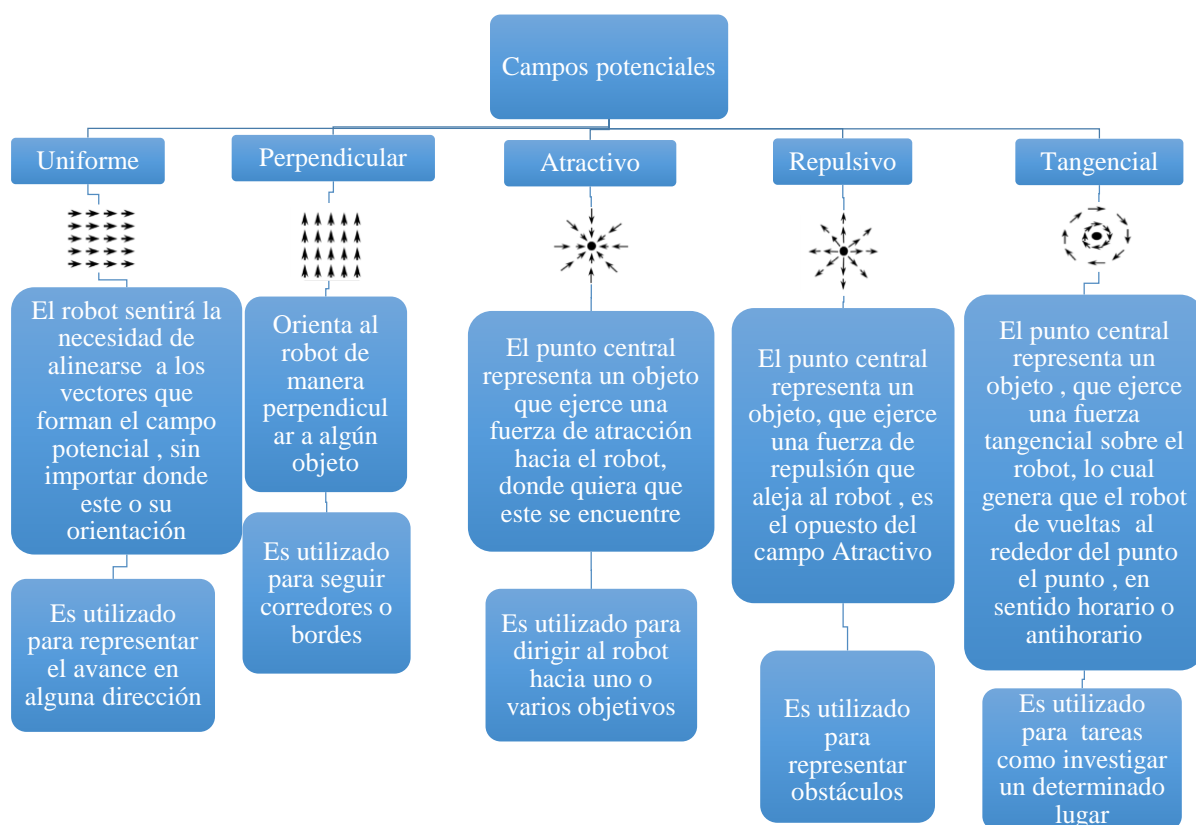 Campos potenciales
Uniforme
El robot sentirá la
necesidad de
alinearse a los
vectores que
forman el campo
potencial , sin
importar donde
este o su
orientación
Es utilizado
para representar
el avance en
alguna dirección
Perpendicular
Orienta al
robot de
manera
perpendicul
ar a algún
objeto
Es utilizado
para seguir
corredores o
bordes
Atractivo
El punto central
representa un objeto
que ejerce una
fuerza de atracción
hacia el robot,
donde quiera que
este se encuentre
Es utilizado para
dirigir al robot
hacia uno o
varios objetivos
Repulsivo
El punto central
representa un
objeto, que ejerce
una fuerza de
repulsión que
aleja al robot , es
el opuesto del
campo Atractivo
Es utilizado
para
representar
obstáculos
Tangencial
El punto central
representa un
objeto , que ejerce
una fuerza
tangencial sobre el
robot, lo cual
genera que el robot
de vueltas al
rededor del punto
el punto , en
sentido horario o
antihorario
Es utilizado
para tareas
como investigar
un determinado
lugar